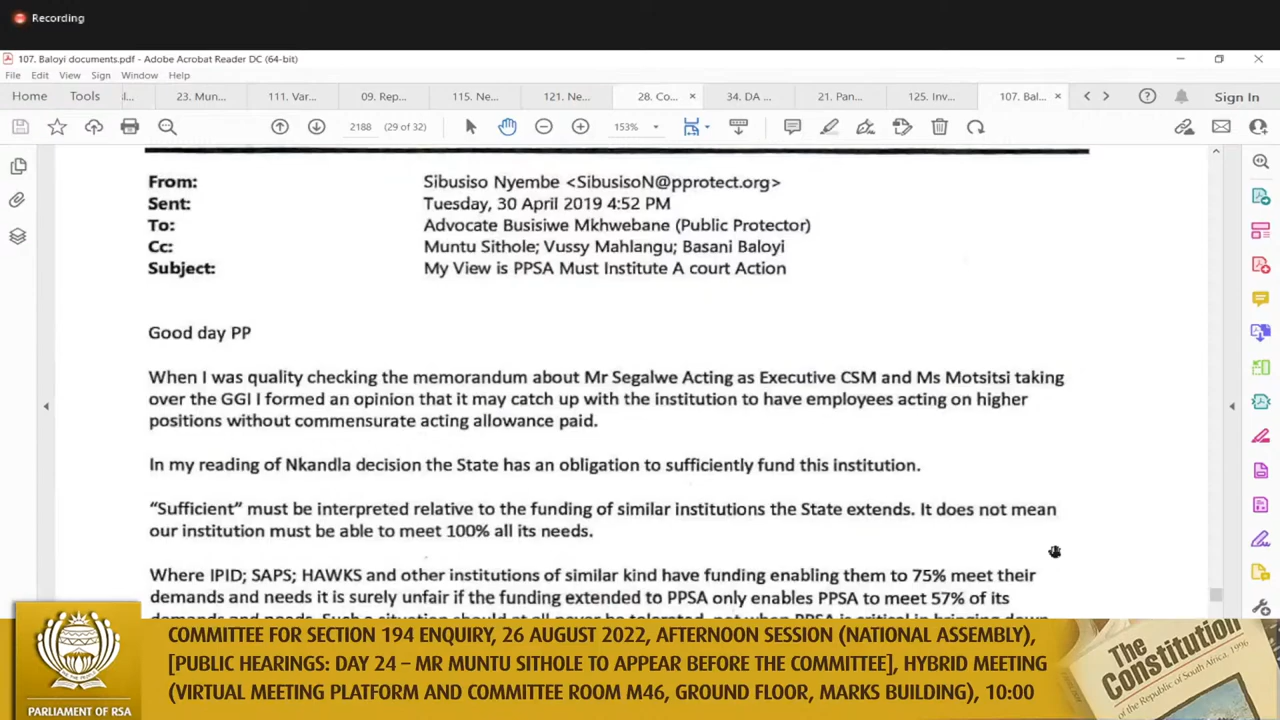 Recording
107. Baloyi documents.pdf - Adobe Acrobat Reader DC (64-bit)
File Edit View Sign Window Help
Home Tools 23. Mun... 111. Var... 09. Rep... 115. Ne... 121. Ne... 28. Co... 34. DA ... 21. Pan... 125. Inv... 107. Bal... Sign In
2188 (29 of 32) 153%
From: Sibusiso Nyembe <SibusisoN@pprotect.org>
Sent: Tuesday, 30 April 2019 4:52 PM
To: Advocate Busisiwe Mkhwebane (Public Protector)
Cc: Muntu Sithole; Vussy Mahlangu; Basani Baloyi
Subject: My View is PPSA Must Institute A court Action
Good day PP
When I was quality checking the memorandum about Mr Segalwe Acting as Executive CSM and Ms Motsitsi taking
over the GGI I formed an opinion that it may catch up with the institution to have employees acting on higher
positions without commensurate acting allowance paid.
In my reading of Nkandla decision the State has an obligation to sufficiently fund this institution.
“Sufficient” must be interpreted relative to the funding of similar institutions the State extends. It does not mean
our institution must be able to meet 100% all its needs.
Where IPID; SAPS; HAWKS and other institutions of similar kind have funding enabling them to 75% meet their
demands and needs it is surely unfair if the funding extended to PPSA only enables PPSA to meet 57% of its
COMMITTEE FOR SECTION 194 ENQUIRY, 26 AUGUST 2022, AFTERNOON SESSION (NATIONAL ASSEMBLY),
[PUBLIC HEARINGS: DAY 24 – MR MUNTU SITHOLE TO APPEAR BEFORE THE COMMITTEE], HYBRID MEETING
(VIRTUAL MEETING PLATFORM AND COMMITTEE ROOM M46, GROUND FLOOR, MARKS BUILDING), 10:00
PARLIAMENT OF RSA
The
Constitution
of the Republic of South Africa, 1996